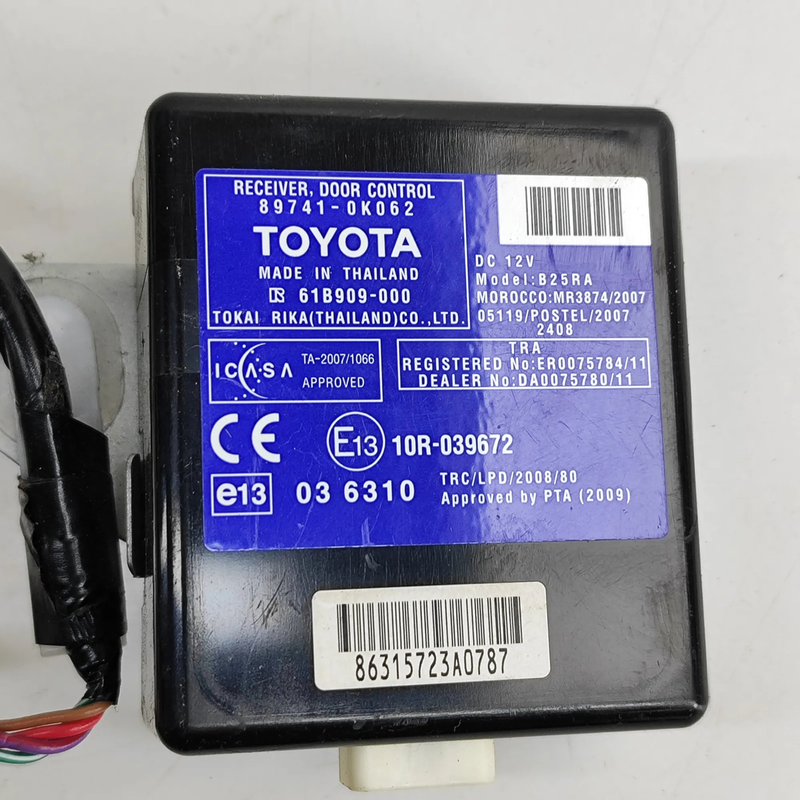 RECEIVER, DOOR CONTROL
89741-0K062
TOYOTA
MADE IN THAILAND
R 61B909-000
TOKAI RIKA(THAILAND)CO.,LTD.
DC 12V
Model:B25RA
MOROCCO:MR3874/2007
05119/POSTEL/2007
2408
ICASA
TA-2007/1066
APPROVED
TRA
REGISTERED No:ER0075784/11
DEALER No:DA0075780/11
CE
E13 10R-039672
e13 03 6310
TRC/LPD/2008/80
Approved by PTA (2009)
86315723A0787